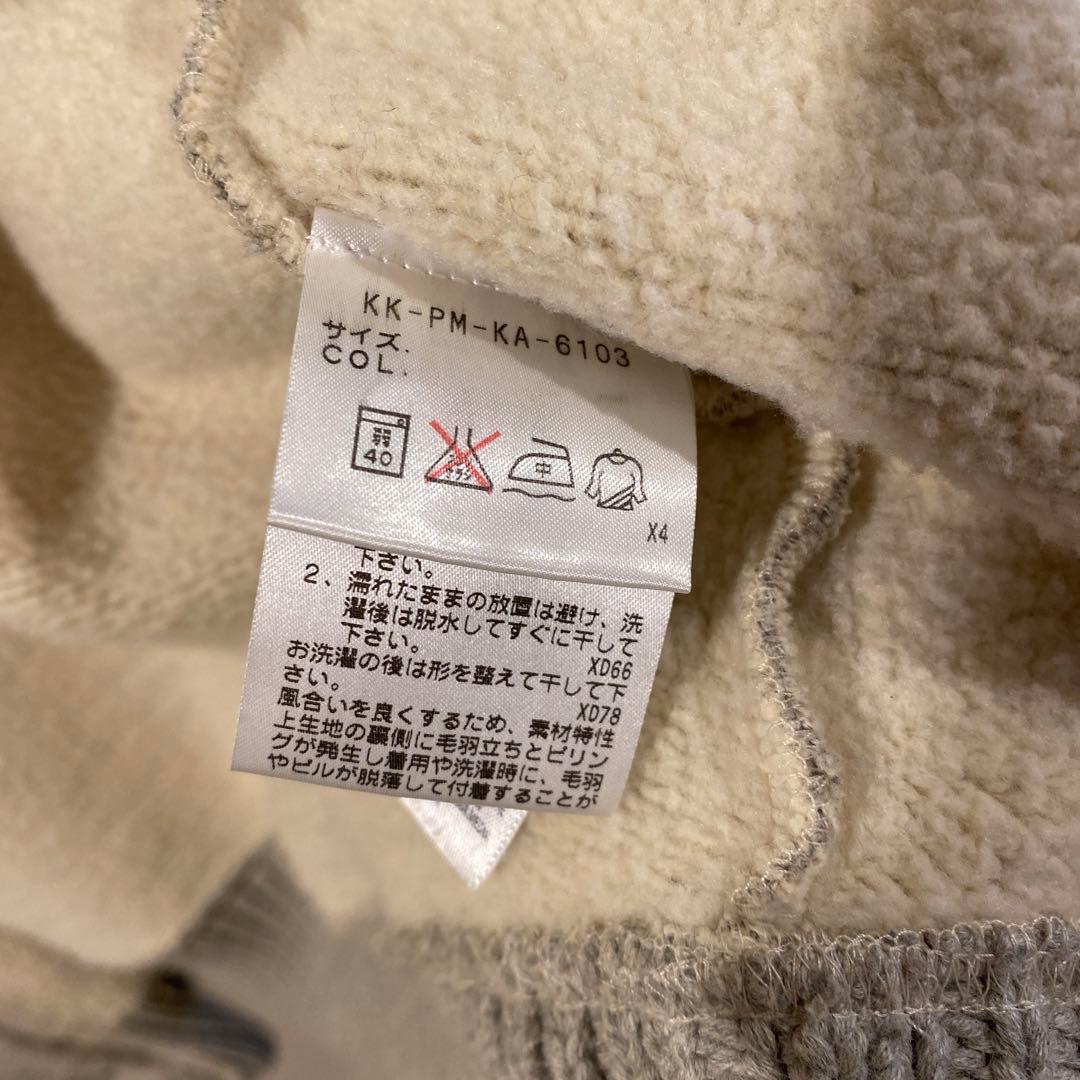 KK-PM-KA-6103
サイズ.
COL.
弱
40
中
X4
下さい。
2、濡れたままの放置は避け、洗
濯後は脱水してすぐに干して
下さい。
XD66
お洗濯の後は形を整えて干して下
さい。
XD78
風合いを良くするため、素材特性
上生地の裏側に毛羽立ちとピリン
グが発生し着用や洗濯時に、毛羽
やピルが脱落して付着することが